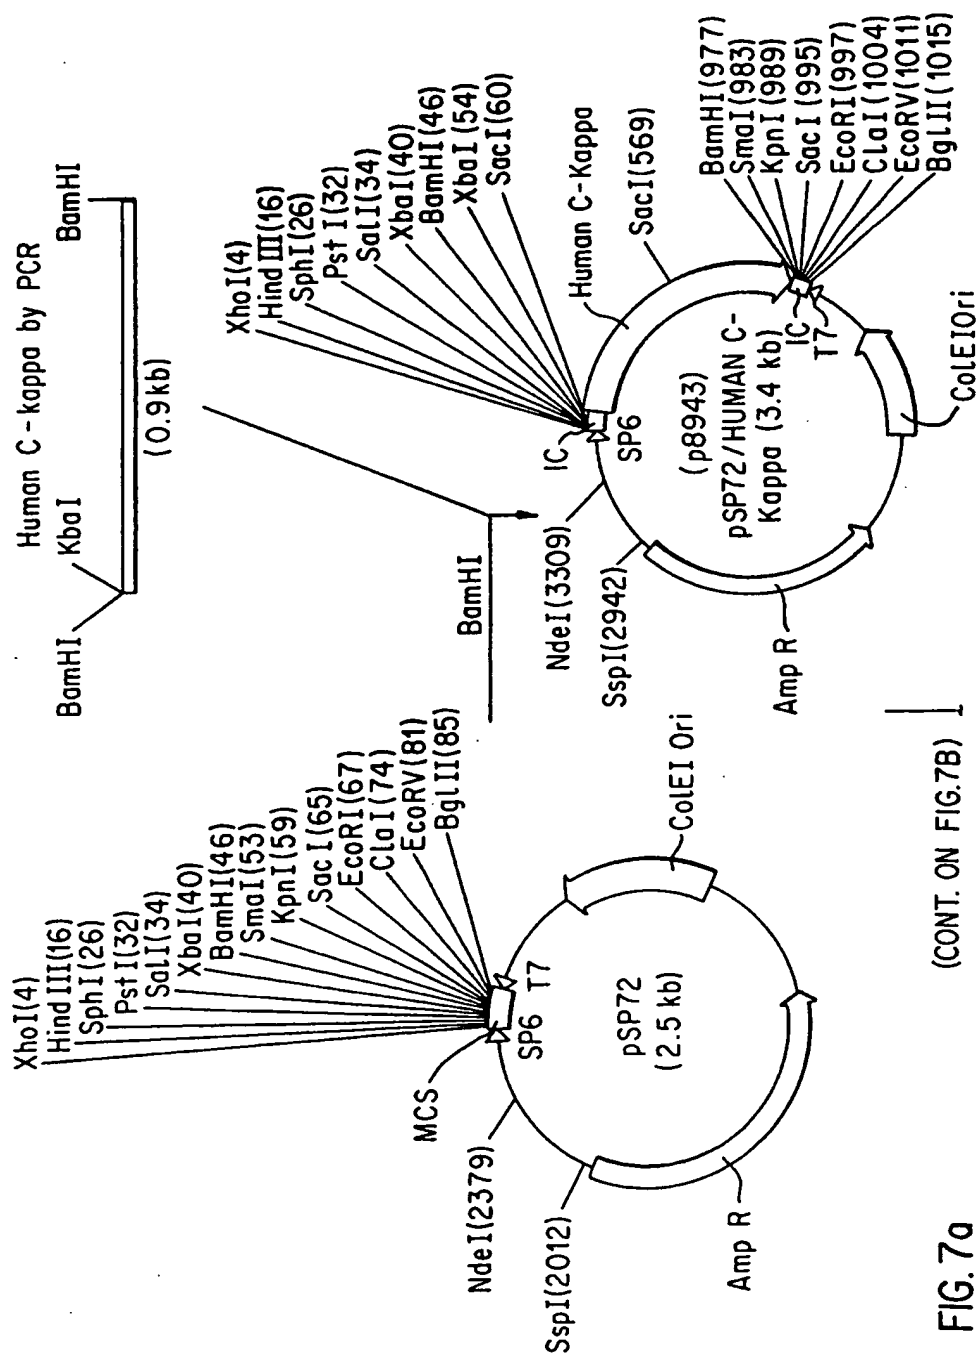 Human C-kappa by PCR
BamHI
KbaI
BamHI
(0.9kb)
XhoI(4)
HindIII(16)
SphI(26)
PstI(32)
SalI(34)
XbaI(40)
BamHI(46)
SmaI(53)
KpnI(59)
SacI(65)
EcoRI(67)
ClaI(74)
EcoRV(81)
BglII(85)
MCS
SP6
T7
NdeI(2379)
SspI(2012)
pSP72
(2.5 kb)
ColEI Ori
Amp R
BamHI
XhoI(4)
HindIII(16)
SphI(26)
PstI(32)
SalI(34)
XbaI(40)
BamHI(46)
XbaI(54)
SacI(60)
IC
SP6
NdeI(3309)
SspI(2942)
Human C-Kappa
SacI(569)
(p8943)
pSP72/HUMAN C-
Kappa (3.4 kb)
IC
T7
BamHI(977)
SmaI(983)
KpnI(989)
SacI(995)
EcoRI(997)
ClaI(1004)
EcoRV(1011)
BglII(1015)
ColEIOri
Amp R
(CONT. ON FIG.7B)
FIG. 7a